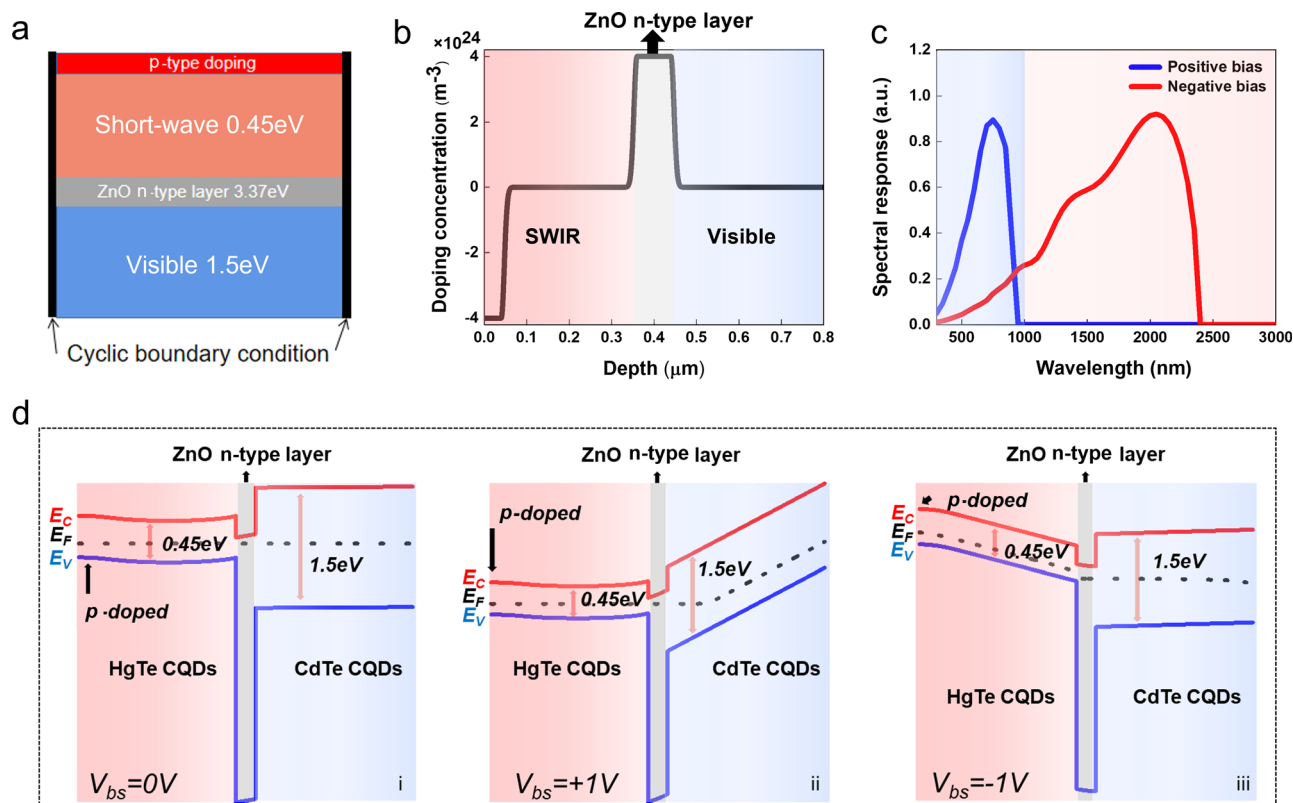 a
p-type doping
Short-wave 0.45eV
ZnO n-type layer 3.37eV
Visible 1.5eV
Cyclic boundary condition
b
ZnO n-type layer
×10²⁴
Doping concentration (m⁻³)
4
2
0
-2
-4
SWIR
Visible
0.0 0.1 0.2 0.3 0.4 0.5 0.6 0.7 0.8
Depth (μm)
c
Spectral response (a.u.)
1.2
1.0
0.8
0.6
0.4
0.2
0.0
Positive bias
Negative bias
500 1000 1500 2000 2500 3000
Wavelength (nm)
d
ZnO n-type layer
E_C
E_F
E_V
0.45eV
1.5eV
p-doped
HgTe CQDs
CdTe CQDs
V_bs=0V
i
ZnO n-type layer
p-doped
E_C
E_F
E_V
0.45eV
1.5eV
HgTe CQDs
CdTe CQDs
V_bs=+1V
ii
ZnO n-type layer
p-doped
E_C
E_F
E_V
0.45eV
1.5eV
HgTe CQDs
CdTe CQDs
V_bs=-1V
iii